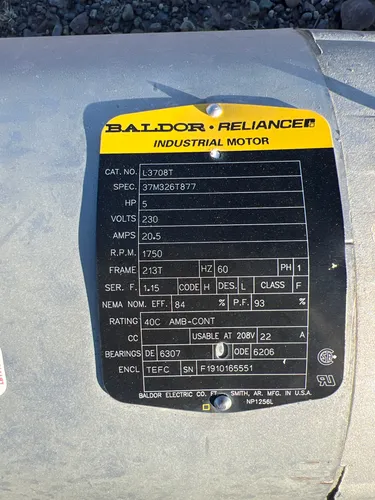 BALDOR · RELIANCE
INDUSTRIAL MOTOR
CAT. NO. L3708T
SPEC. 37M326T877
HP 5
VOLTS 230
AMPS 20.5
R.P.M. 1750
FRAME 213T HZ 60 PH 1
SER. F. 1.15 CODE H DES. L CLASS F
NEMA NOM. EFF. 84 % P.F. 93 %
RATING 40C AMB-CONT
CC USABLE AT 208V 22 A
BEARINGS DE 6307 ODE 6206
ENCL TEFC SN F1910165551
BALDOR ELECTRIC CO. FT. SMITH, AR. MFG. IN U.S.A.
NP1256L